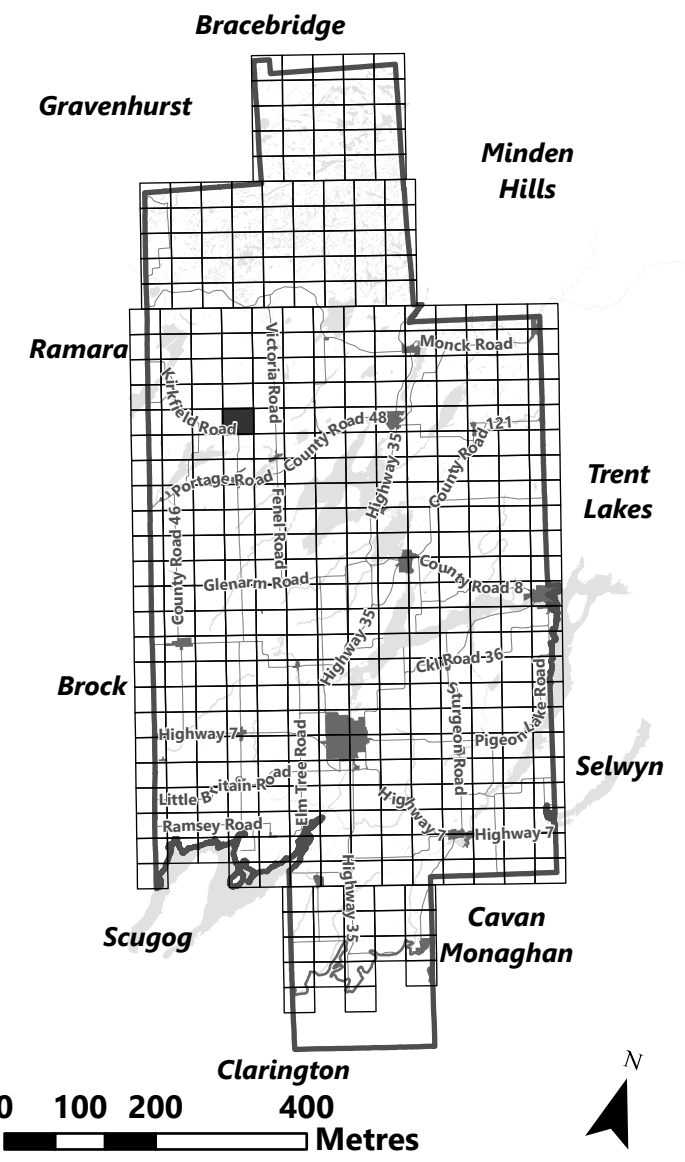 Bracebridge
Gravenhurst
Minden
Hills
Ramara
Monck Road
Victoria Road
Kirkfield Road
County Road 48
Highway 35
County Road 121
Portage Road
Fenel Road
Trent
Lakes
County Road 46
County Road 8
Glenarm Road
Highway 35
Ckl Road 36
Brock
Sturgeon Road
Pigeon Lake Road
Highway 7
Elm Tree Road
Selwyn
Little Britain Road
Highway 7
Ramsey Road
Highway 7
Highway 35
Scugog
Cavan
Monaghan
Clarington
N
0 100 200 400
Metres